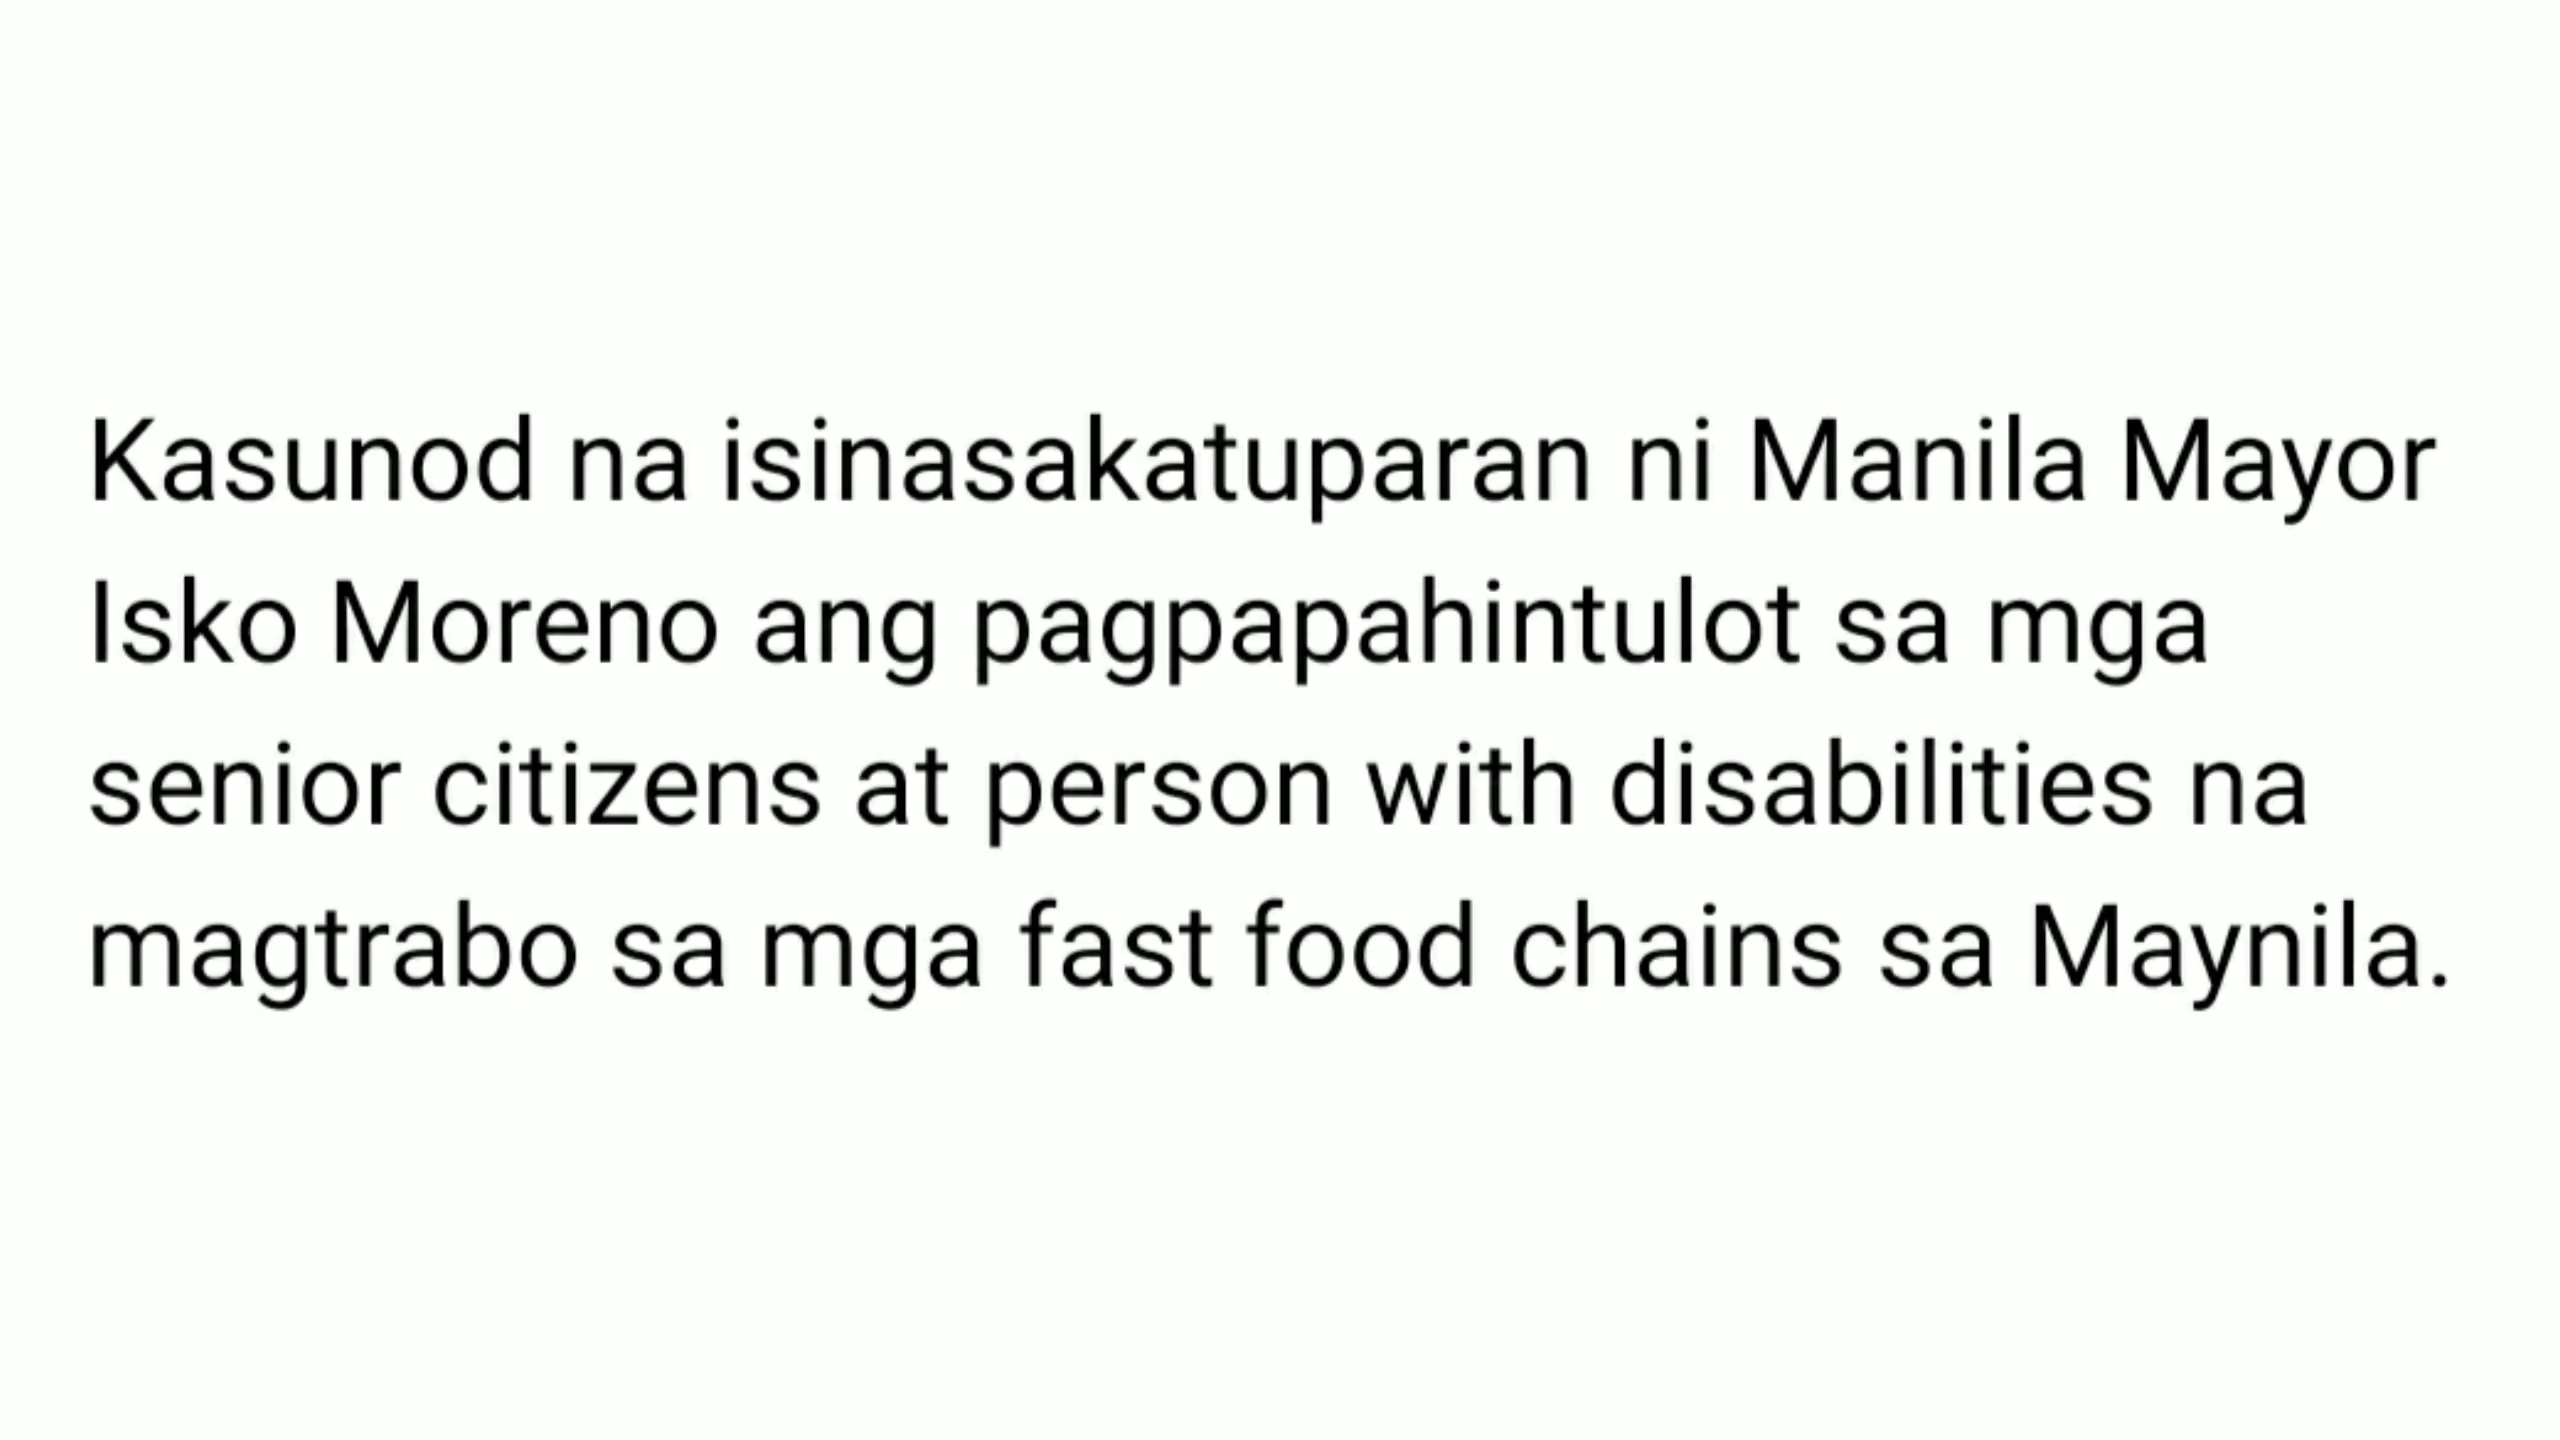 Kasunod na isinasakatuparan ni Manila Mayor
Isko Moreno ang pagpapahintulot sa mga
senior citizens at person with disabilities na
magtrabo sa mga fast food chains sa Maynila.